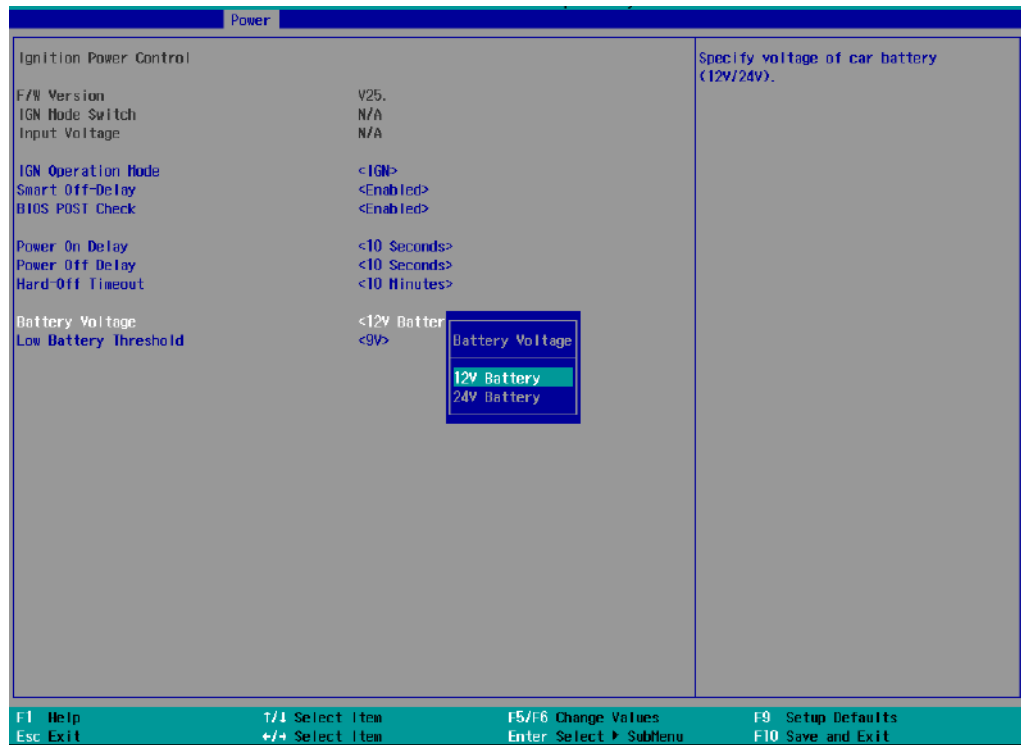 Power
Ignition Power Control
Specify voltage of car battery
(12V/24V).
F/W Version V25.
IGN Mode Switch N/A
Input Voltage N/A
IGN Operation Mode <IGN>
Smart Off-Delay <Enabled>
BIOS POST Check <Enabled>
Power On Delay <10 Seconds>
Power Off Delay <10 Seconds>
Hard-Off Timeout <10 Minutes>
Battery Voltage <12V Batter
Low Battery Threshold <9V>
Battery Voltage
12V Battery
24V Battery
F1 Help ↑/↓ Select Item F5/F6 Change Values F9 Setup Defaults
Esc Exit ←/→ Select Item Enter Select ▶ SubMenu F10 Save and Exit